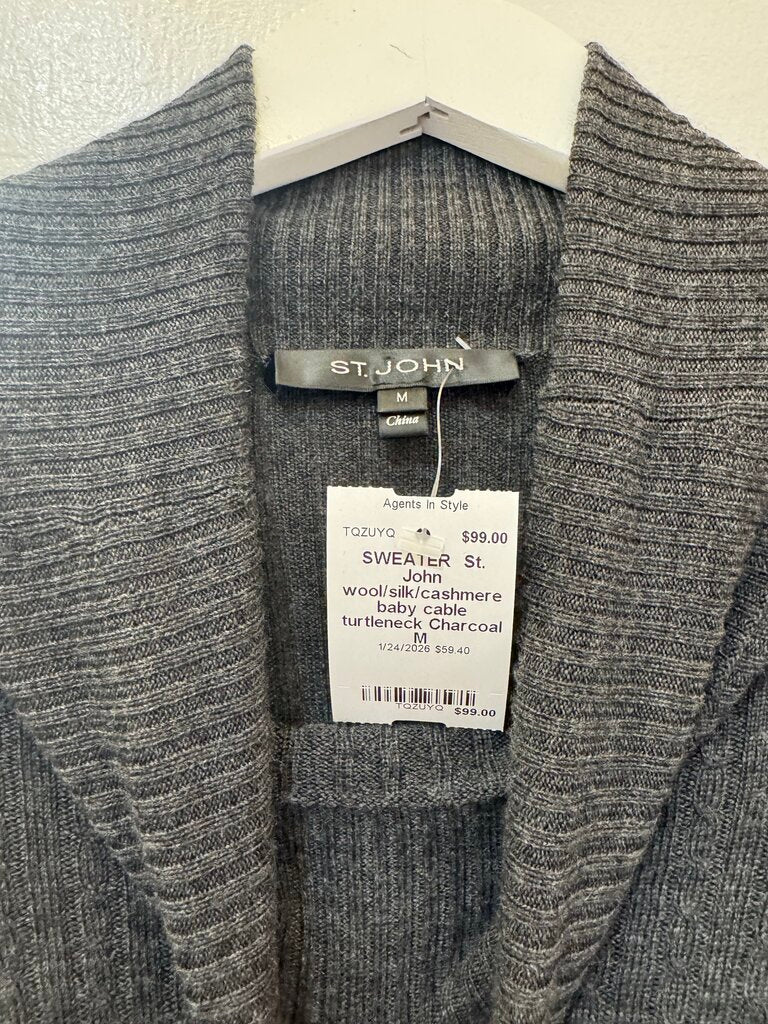 ST. JOHN
M
China
Agents In Style
TQZUYQ $99.00
SWEATER St.
John
wool/silk/cashmere
baby cable
turtleneck Charcoal
M
1/24/2026 $59.40
TQZUYQ $99.00